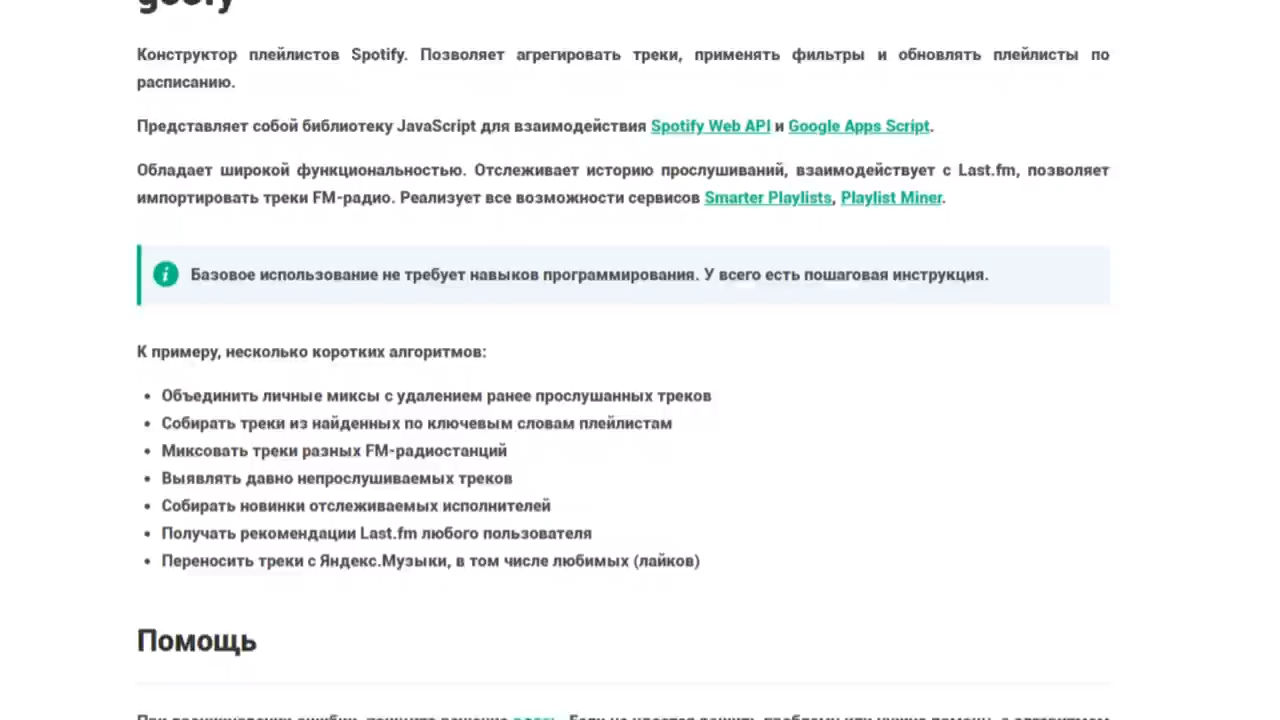 goofy
Конструктор плейлистов Spotify. Позволяет агрегировать треки, применять фильтры и обновлять плейлисты по
расписанию.
Представляет собой библиотеку JavaScript для взаимодействия Spotify Web API и Google Apps Script.
Обладает широкой функциональностью. Отслеживает историю прослушиваний, взаимодействует с Last.fm, позволяет
импортировать треки FM-радио. Реализует все возможности сервисов Smarter Playlists, Playlist Miner.
Базовое использование не требует навыков программирования. У всего есть пошаговая инструкция.
К примеру, несколько коротких алгоритмов:
• Объединить личные миксы с удалением ранее прослушанных треков
• Собирать треки из найденных по ключевым словам плейлистам
• Миксовать треки разных FM-радиостанций
• Выявлять давно непрослушиваемых треков
• Собирать новинки отслеживаемых исполнителей
• Получать рекомендации Last.fm любого пользователя
• Переносить треки с Яндекс.Музыки, в том числе любимых (лайков)
Помощь